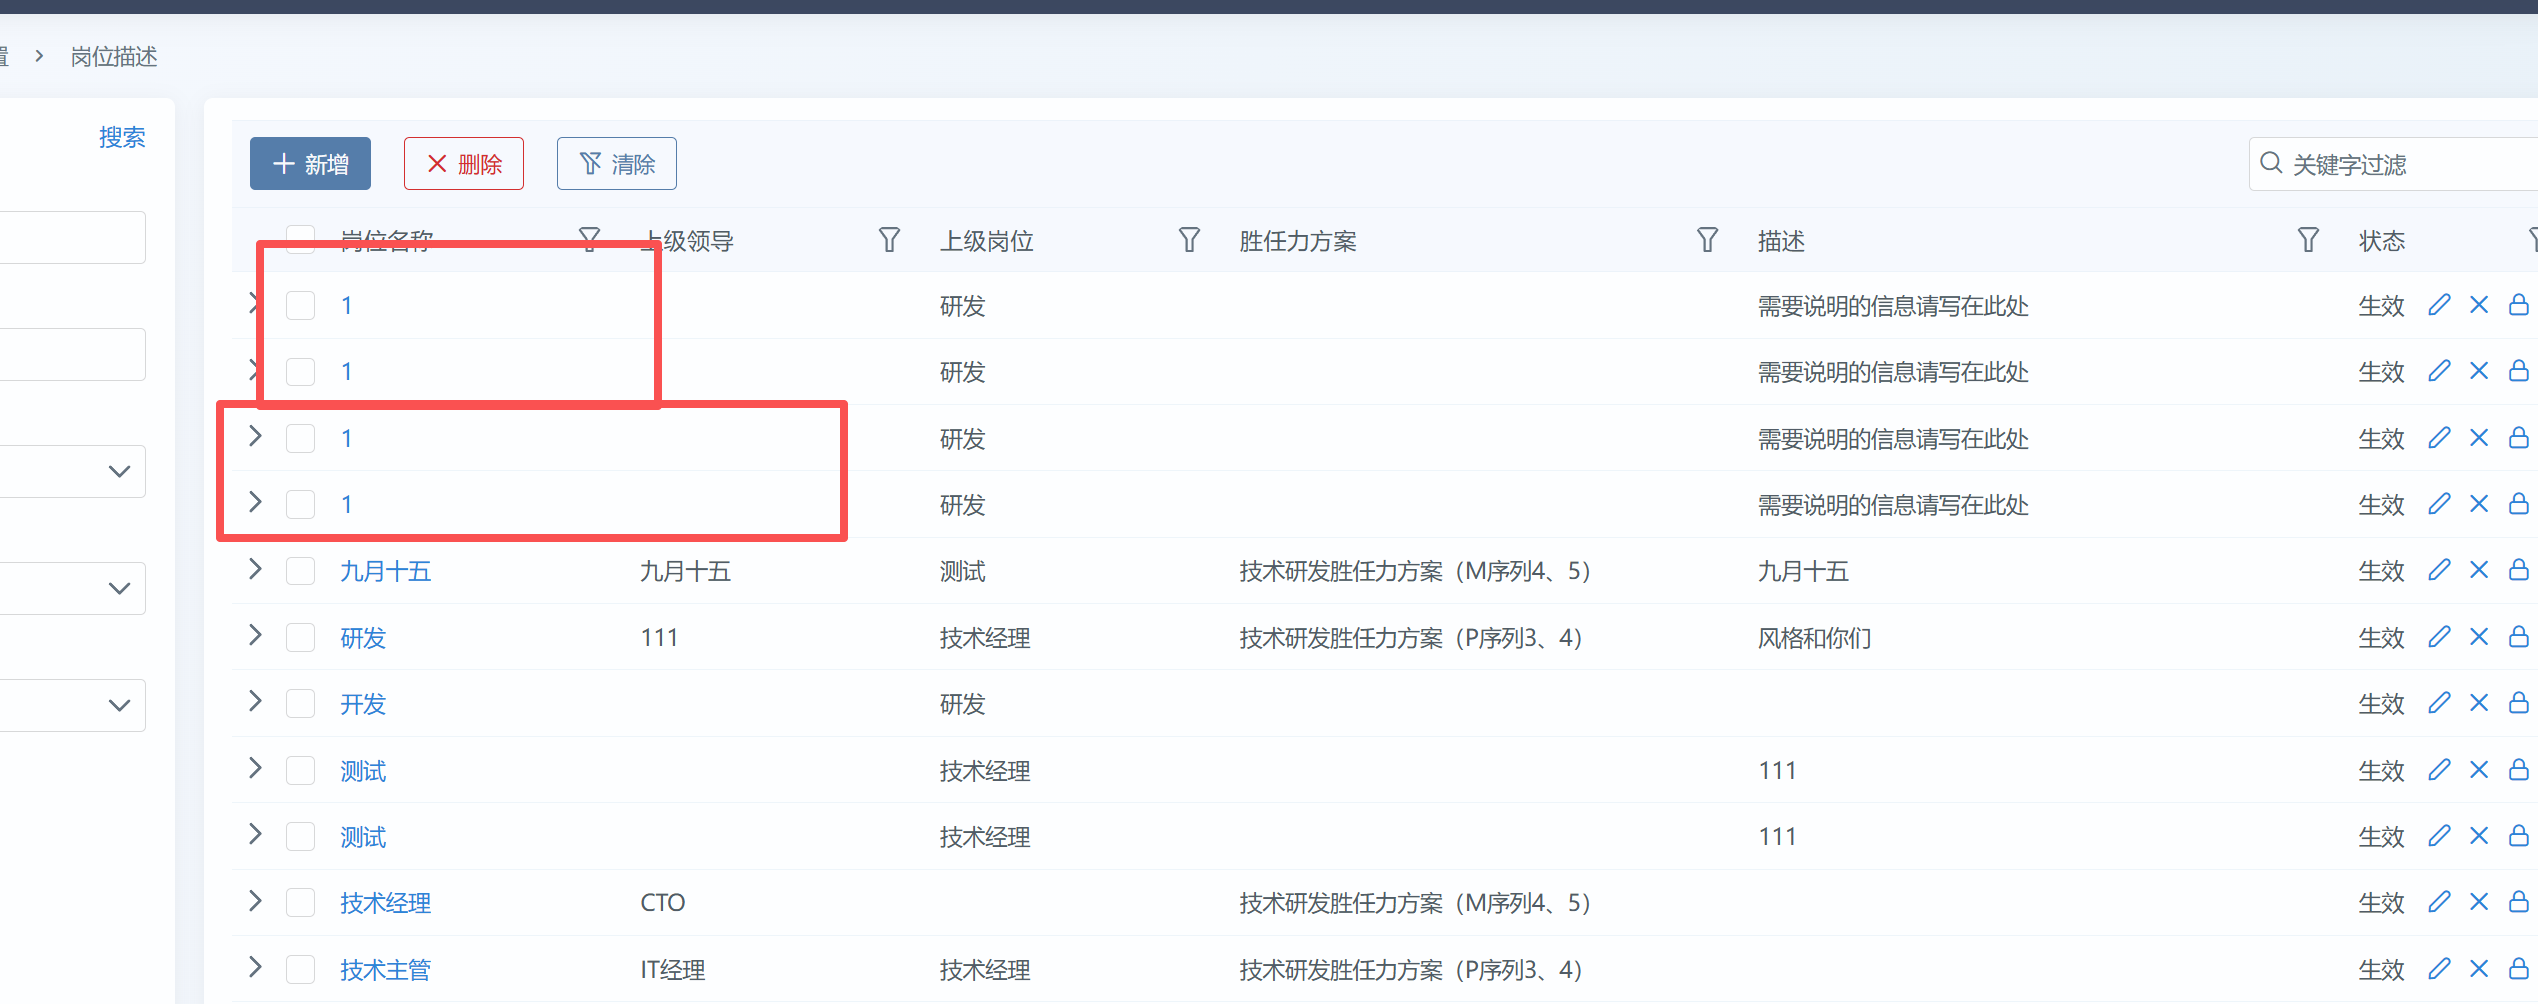 置 > 岗位描述
搜索
新增 删除 清除 关键字过滤
岗位名称 上级领导 上级岗位 胜任力方案 描述 状态
1 研发 需要说明的信息请写在此处 生效
1 研发 需要说明的信息请写在此处 生效
1 研发 需要说明的信息请写在此处 生效
1 研发 需要说明的信息请写在此处 生效
九月十五 九月十五 测试 技术研发胜任力方案（M序列4、5） 九月十五 生效
研发 111 技术经理 技术研发胜任力方案（P序列3、4） 风格和你们 生效
开发 研发 生效
测试 技术经理 111 生效
测试 技术经理 111 生效
技术经理 CTO 技术研发胜任力方案（M序列4、5） 生效
技术主管 IT经理 技术经理 技术研发胜任力方案（P序列3、4） 生效